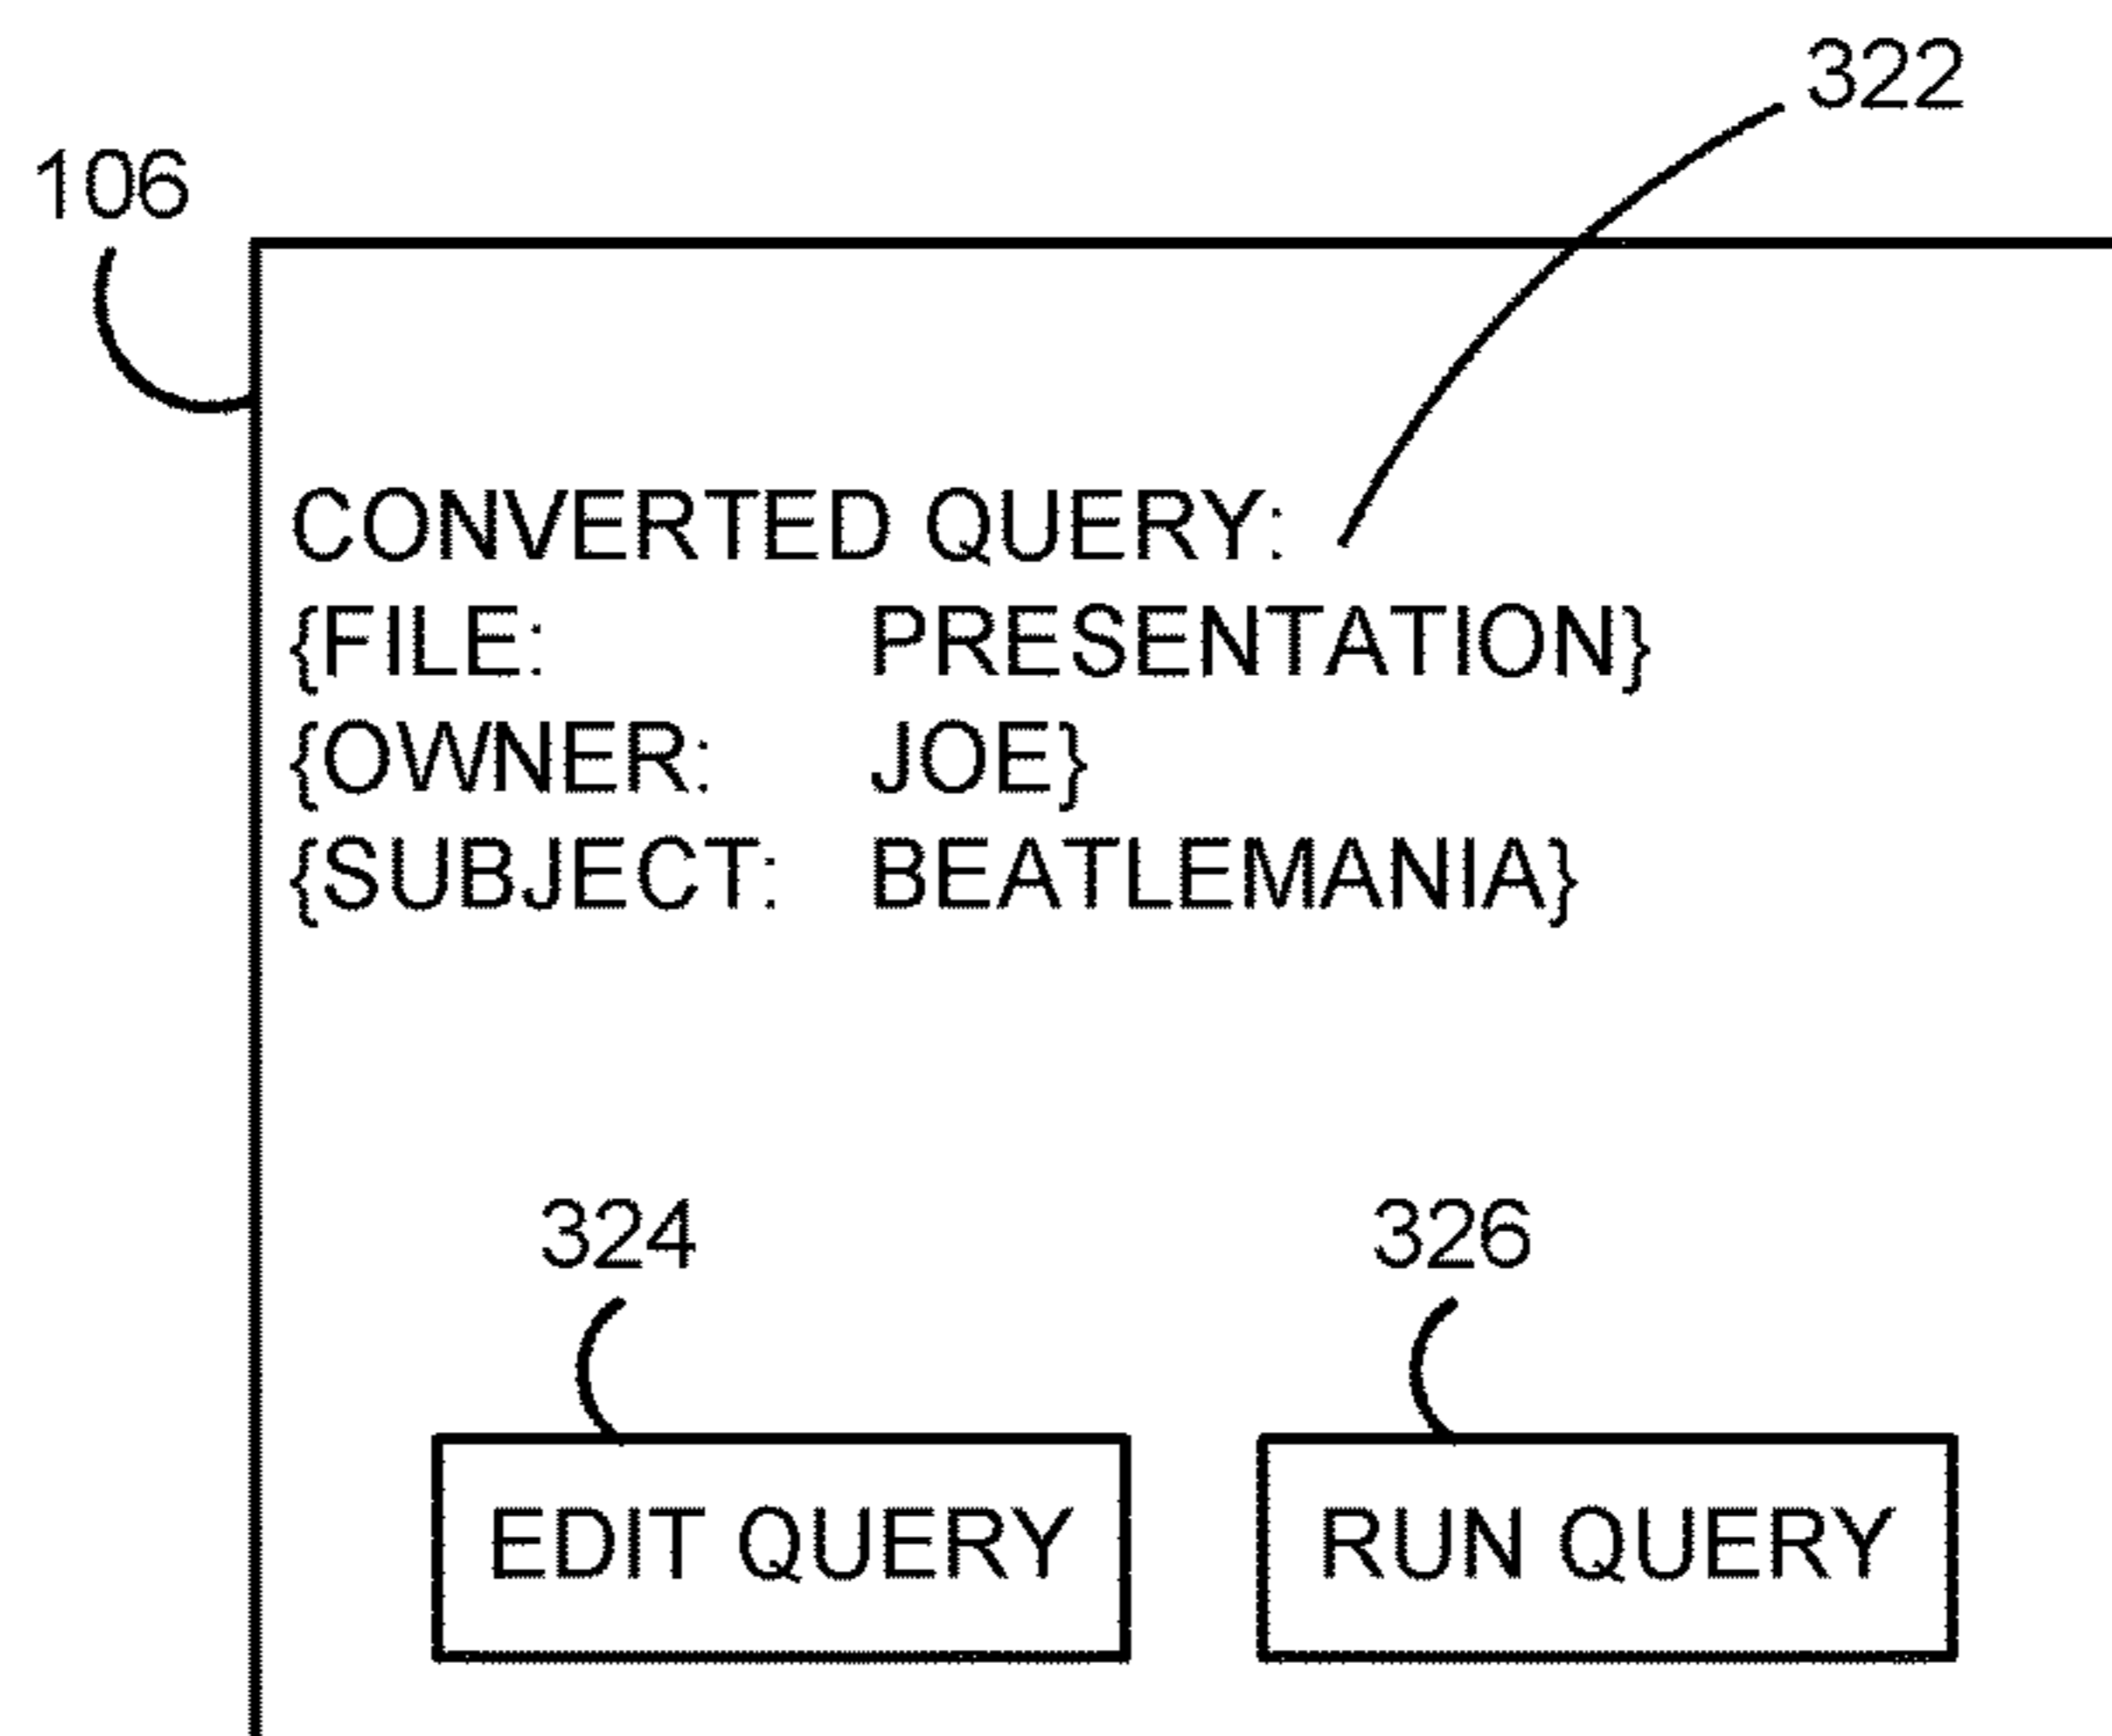 322
106
CONVERTED QUERY:
{FILE: PRESENTATION}
{OWNER: JOE}
{SUBJECT: BEATLEMANIA}
324 326
EDIT QUERY RUN QUERY